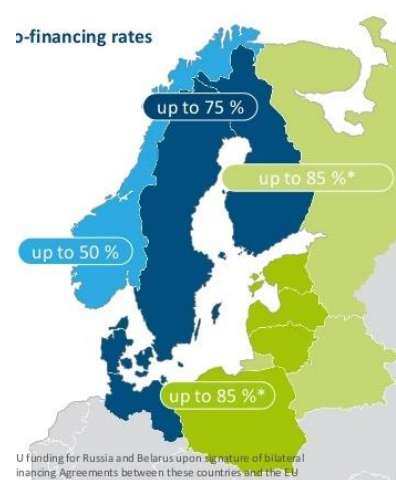 o-financing rates
up to 75 %
up to 85 %*
up to 50 %
up to 85 %*
U funding for Russia and Belarus upon signature of bilateral
inancing Agreements between these countries and the EU